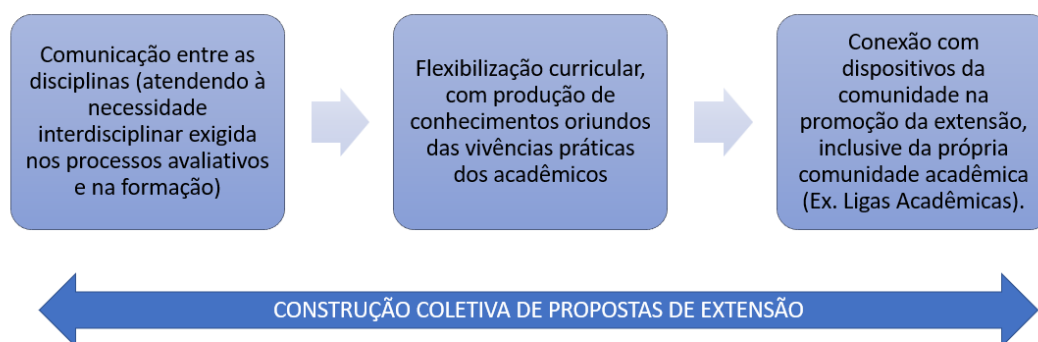 Comunicação entre as
disciplinas (atendendo à
necessidade
interdisciplinar exigida
nos processos avaliativos
e na formação)
Flexibilização curricular,
com produção de
conhecimentos oriundos
das vivências práticas
dos acadêmicos
Conexão com
dispositivos da
comunidade na
promoção da extensão,
inclusive da própria
comunidade acadêmica
(Ex. Ligas Acadêmicas).
CONSTRUÇÃO COLETIVA DE PROPOSTAS DE EXTENSÃO